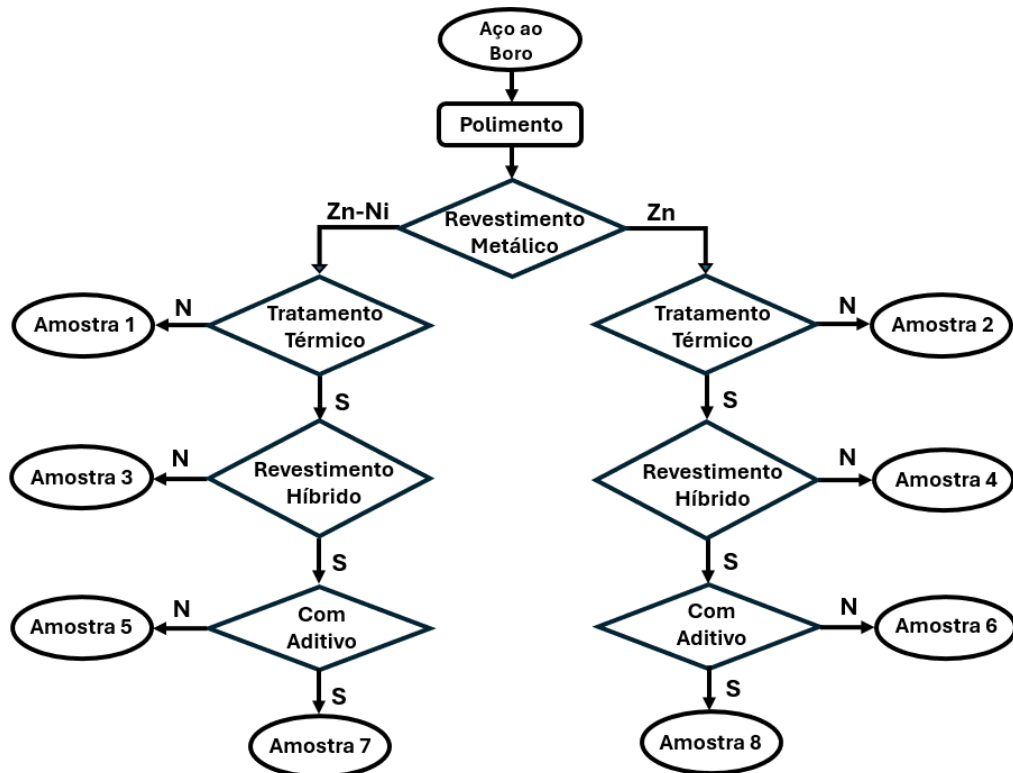 Aço ao
Boro
Polimento
Zn-Ni
Revestimento
Metálico
Zn
Amostra 1
N
Tratamento
Térmico
Tratamento
Térmico
N
Amostra 2
S
S
Amostra 3
N
Revestimento
Híbrido
Revestimento
Híbrido
N
Amostra 4
S
S
Amostra 5
N
Com
Aditivo
Com
Aditivo
N
Amostra 6
S
S
Amostra 7
Amostra 8